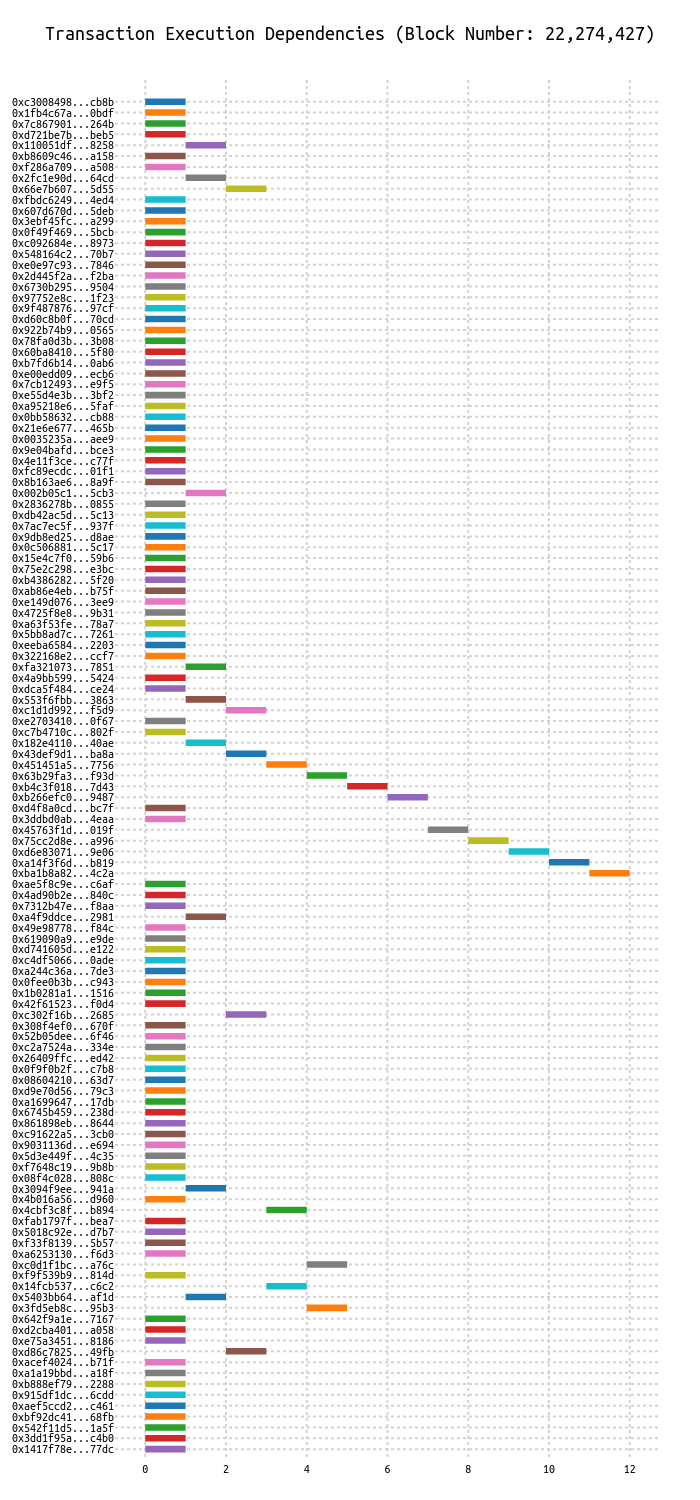 Transaction Execution Dependencies (Block Number: 22,274,427)
0xc3008498...cb8b
0x1fb4c67a...0bdf
0x7c867901...264b
0xd721be7b...beb5
0x110051df...8258
0xb8609c46...a158
0xf286a709...a508
0x2fc1e90d...64cd
0x66e7b607...5d55
0xfbdc6249...4ed4
0x607d670d...5deb
0x3ebf45fc...a299
0x0f49f469...5bcb
0xc092684e...8973
0x548164c2...70b7
0xe0e97c93...7846
0x2d445f2a...f2ba
0x6730b295...9504
0x97752e8c...1f23
0x9f487876...97cf
0xd60c8b0f...70cd
0x922b74b9...0565
0x78fa0d3b...3b08
0x60ba8410...5f80
0xb7fd6b14...0ab6
0xe00edd09...ecb6
0x7cb12493...e9f5
0xe55d4e3b...3bf2
0xa95218e6...5faf
0x0bb58632...cb88
0x21e6e677...465b
0x0035235a...aee9
0x9e04bafd...bce3
0x4e11f3ce...c77f
0xfc89ecdc...01f1
0x8b163ae6...8a9f
0x002b05c1...5cb3
0x2836278b...0855
0xdb42ac5d...5c13
0x7ac7ec5f...937f
0x9db8ed25...d8ae
0x0c506881...5c17
0x15e4c7f0...59b6
0x75e2c298...e3bc
0xb4386282...5f20
0xab86e4eb...b75f
0xe149d076...3ee9
0x4725f8e8...9b31
0xa63f53fe...78a7
0x5bb8ad7c...7261
0xeeba6584...2203
0x322168e2...ccf7
0xfa321073...7851
0x4a9bb599...5424
0xdca5f484...ce24
0x553f6fbb...3863
0xc1d1d992...f5d9
0xe2703410...0f67
0xc7b4710c...802f
0x182e4110...40ae
0x43def9d1...ba8a
0x451451a5...7756
0x63b29fa3...f93d
0xb4c3f018...7d43
0xb266efc0...9487
0xd4f8a0cd...bc7f
0x3ddbd0ab...4eaa
0x45763f1d...019f
0x75cc2d8e...a996
0xd6e83071...9e06
0xa14f3f6d...b819
0xba1b8a82...4c2a
0xae5f8c9e...c6af
0x4ad90b2e...840c
0x7312b47e...f8aa
0xa4f9ddce...2981
0x49e98778...f84c
0x619090a9...e9de
0xd741605d...e122
0xc4df5066...0ade
0xa244c36a...7de3
0x0fee0b3b...c943
0x1b0281a1...1516
0x42f61523...f0d4
0xc302f16b...2685
0x308f4ef0...670f
0x52b05dee...6f46
0xc2a7524a...334e
0x26409ffc...ed42
0x0f9f0b2f...c7b8
0x08604210...63d7
0xd9e70d56...79c3
0xa1699647...17db
0x6745b459...238d
0x861898eb...8644
0xc91622a5...3cb0
0x9031136d...e694
0x5d3e449f...4c35
0xf7648c19...9b8b
0x08f4c028...808c
0x3094f9ee...941a
0x4b016a56...d960
0x4cbf3c8f...b894
0xfab1797f...bea7
0x5018c92e...d7b7
0xf33f8139...5b57
0xa6253130...f6d3
0xc0d1f1bc...a76c
0xf9f539b9...814d
0x14fcb537...c6c2
0x5403bb64...af1d
0x3fd5eb8c...95b3
0x642f9a1e...7167
0xd2cba401...a058
0xe75a3451...8186
0xd86c7825...49fb
0xacef4024...b71f
0xa1a19bbd...a18f
0xb888ef79...2288
0x915df1dc...6cdd
0xaef5ccd2...c461
0xbf92dc41...68fb
0x542f11d5...1a5f
0x3dd1f95a...c4b0
0x1417f78e...77dc
0 2 4 6 8 10 12